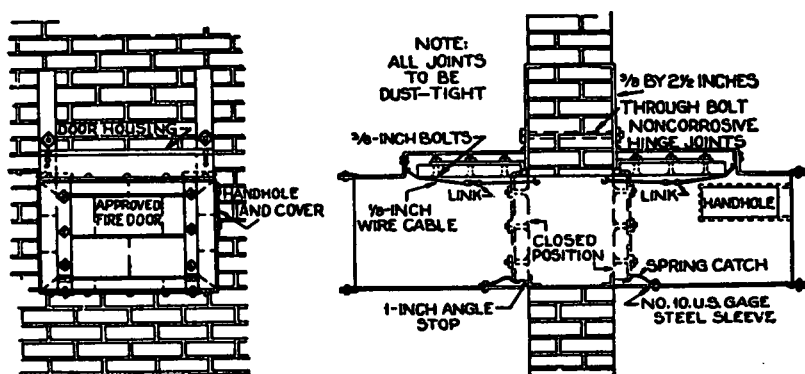 DOOR HOUSING
APPROVED
FIRE DOOR
HANDHOLE
AND COVER
NOTE:
ALL JOINTS
TO BE
DUST-TIGHT
3/8-INCH BOLTS
3/8 BY 2 1/2 INCHES
THROUGH BOLT
NONCORROSIVE
HINGE JOINTS
LINK
1/8-INCH
WIRE CABLE
LINK
HANDHOLE
CLOSED
POSITION
SPRING CATCH
1-INCH ANGLE
STOP
NO. 10. U.S. GAGE
STEEL SLEEVE